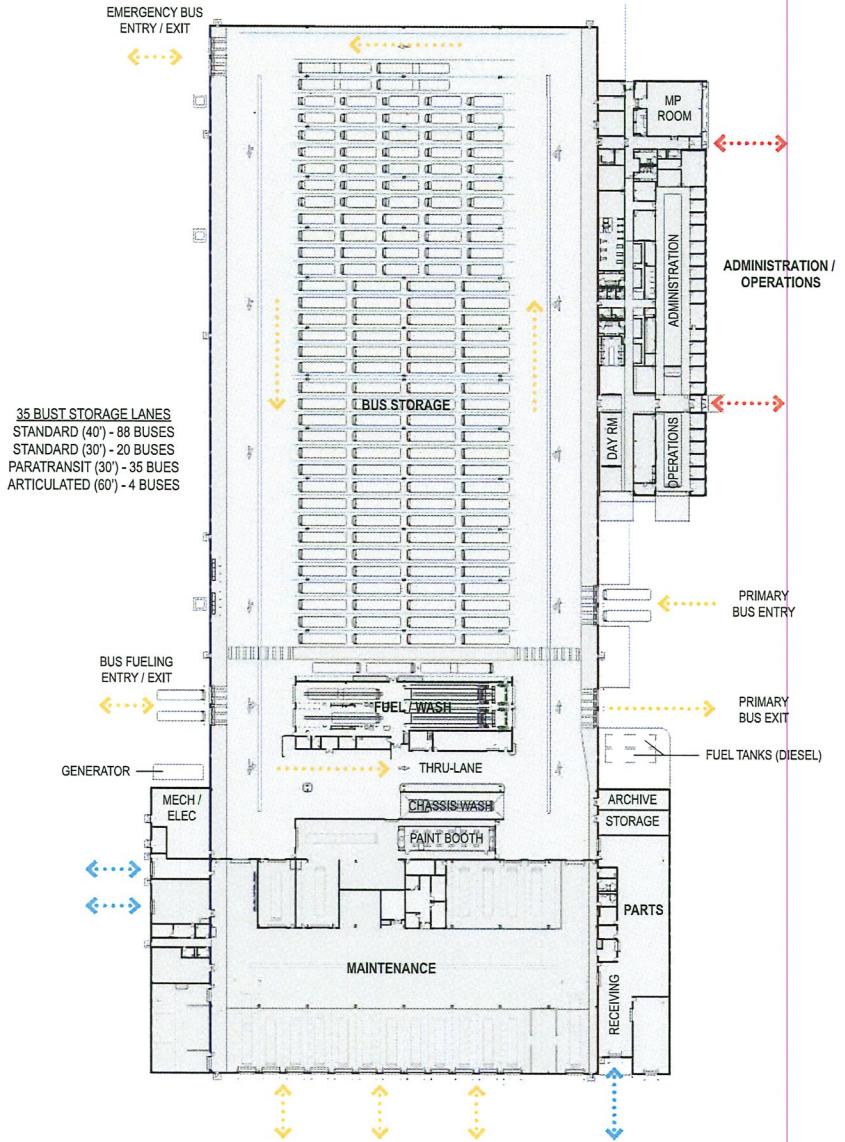 EMERGENCY BUS
ENTRY / EXIT
MP
ROOM
ADMINISTRATION /
OPERATIONS
ADMINISTRATION
35 BUST STORAGE LANES
STANDARD (40') - 88 BUSES
STANDARD (30') - 20 BUSES
PARATRANSIT (30') - 35 BUES
ARTICULATED (60') - 4 BUSES
BUS STORAGE
DAY RM
OPERATIONS
PRIMARY
BUS ENTRY
BUS FUELING
ENTRY / EXIT
FUEL / WASH
PRIMARY
BUS EXIT
FUEL TANKS (DIESEL)
GENERATOR
THRU-LANE
MECH /
ELEC
CHASSIS WASH
ARCHIVE
STORAGE
PAINT BOOTH
PARTS
MAINTENANCE
RECEIVING